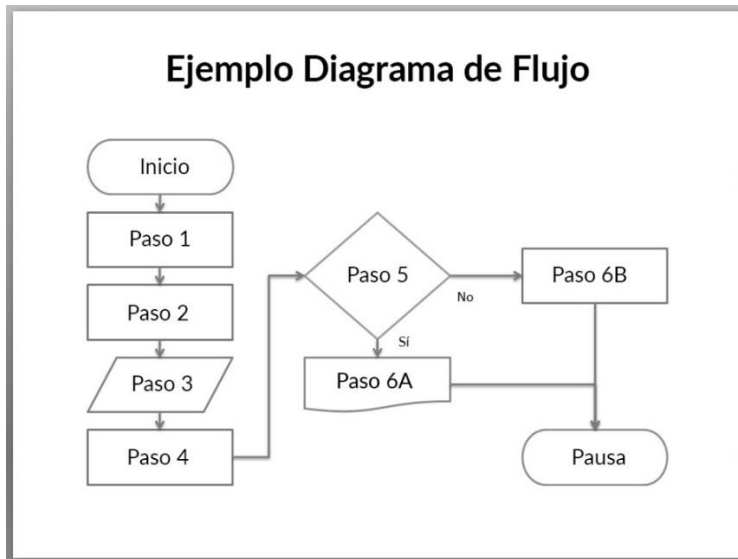 Ejemplo Diagrama de Flujo
Inicio
Paso 1
Paso 2
Paso 3
Paso 4
Paso 5
No
Sí
Paso 6A
Paso 6B
Pausa